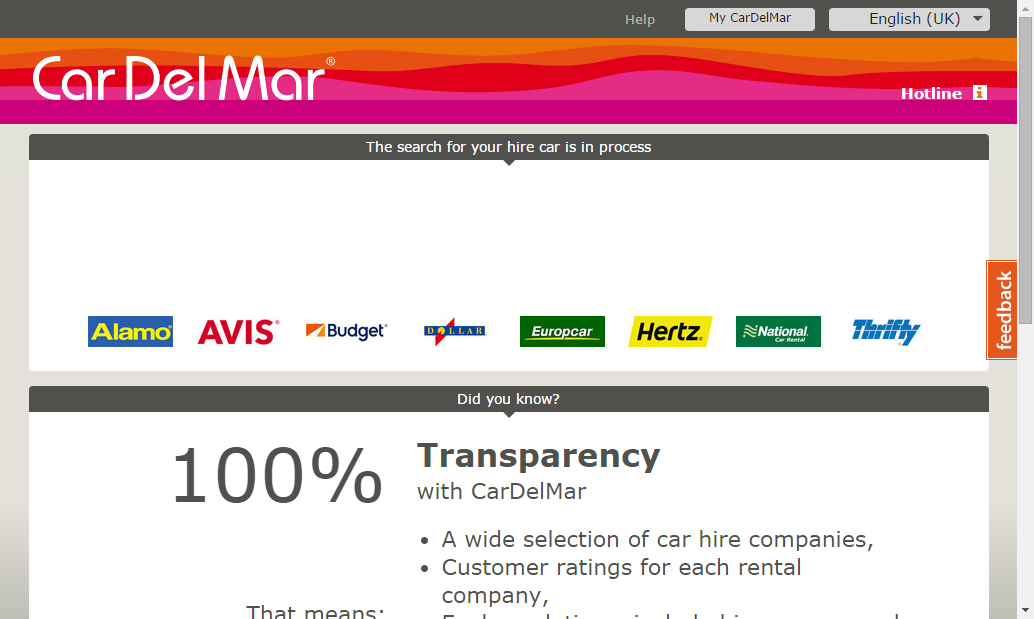 Help
My CarDelMar
English (UK)
CarDelMar®
Hotline i
The search for your hire car is in process
feedback
Alamo®
AVIS®
Budget®
DOLLAR
Europcar
Hertz®
National®
Car Rental
Thrifty®
Did you know?
100%
Transparency
with CarDelMar
• A wide selection of car hire companies,
• Customer ratings for each rental
company,
That means: